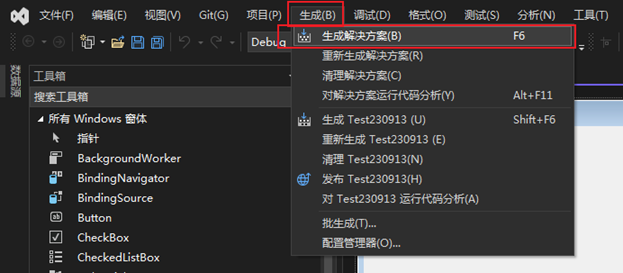 文件(F) 编辑(E) 视图(V) Git(G) 项目(P) 生成(B) 调试(D) 格式(O) 测试(S) 分析(N) 工具(T)
Debug
生成解决方案(B) F6
重新生成解决方案(R)
清理解决方案(C)
对解决方案运行代码分析(Y) Alt+F11
生成 Test230913 (U) Shift+F6
重新生成 Test230913 (E)
清理 Test230913(N)
发布 Test230913(H)
对 Test230913 运行代码分析(A)
批生成(T)...
配置管理器(O)...
数据源
工具箱
搜索工具箱
所有 Windows 窗体
指针
BackgroundWorker
BindingNavigator
BindingSource
Button
CheckBox
CheckedListBox